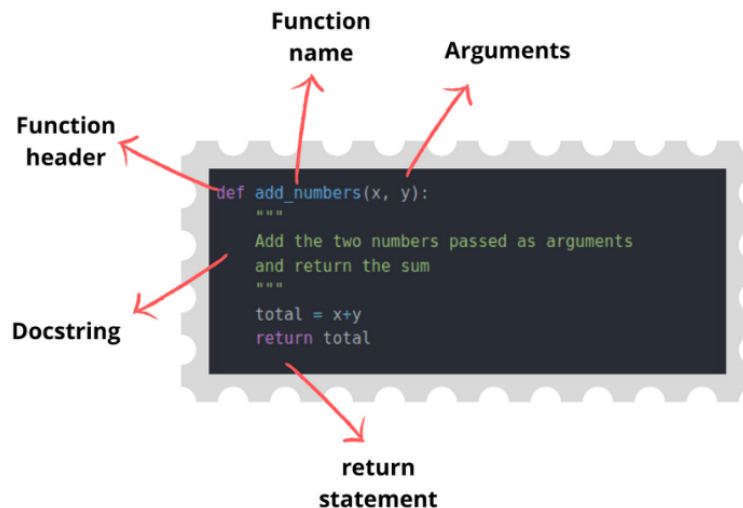 Function
name
Arguments
Function
header
def add_numbers(x, y):
    """
    Add the two numbers passed as arguments
    and return the sum
    """
    total = x+y
    return total
Docstring
return
statement